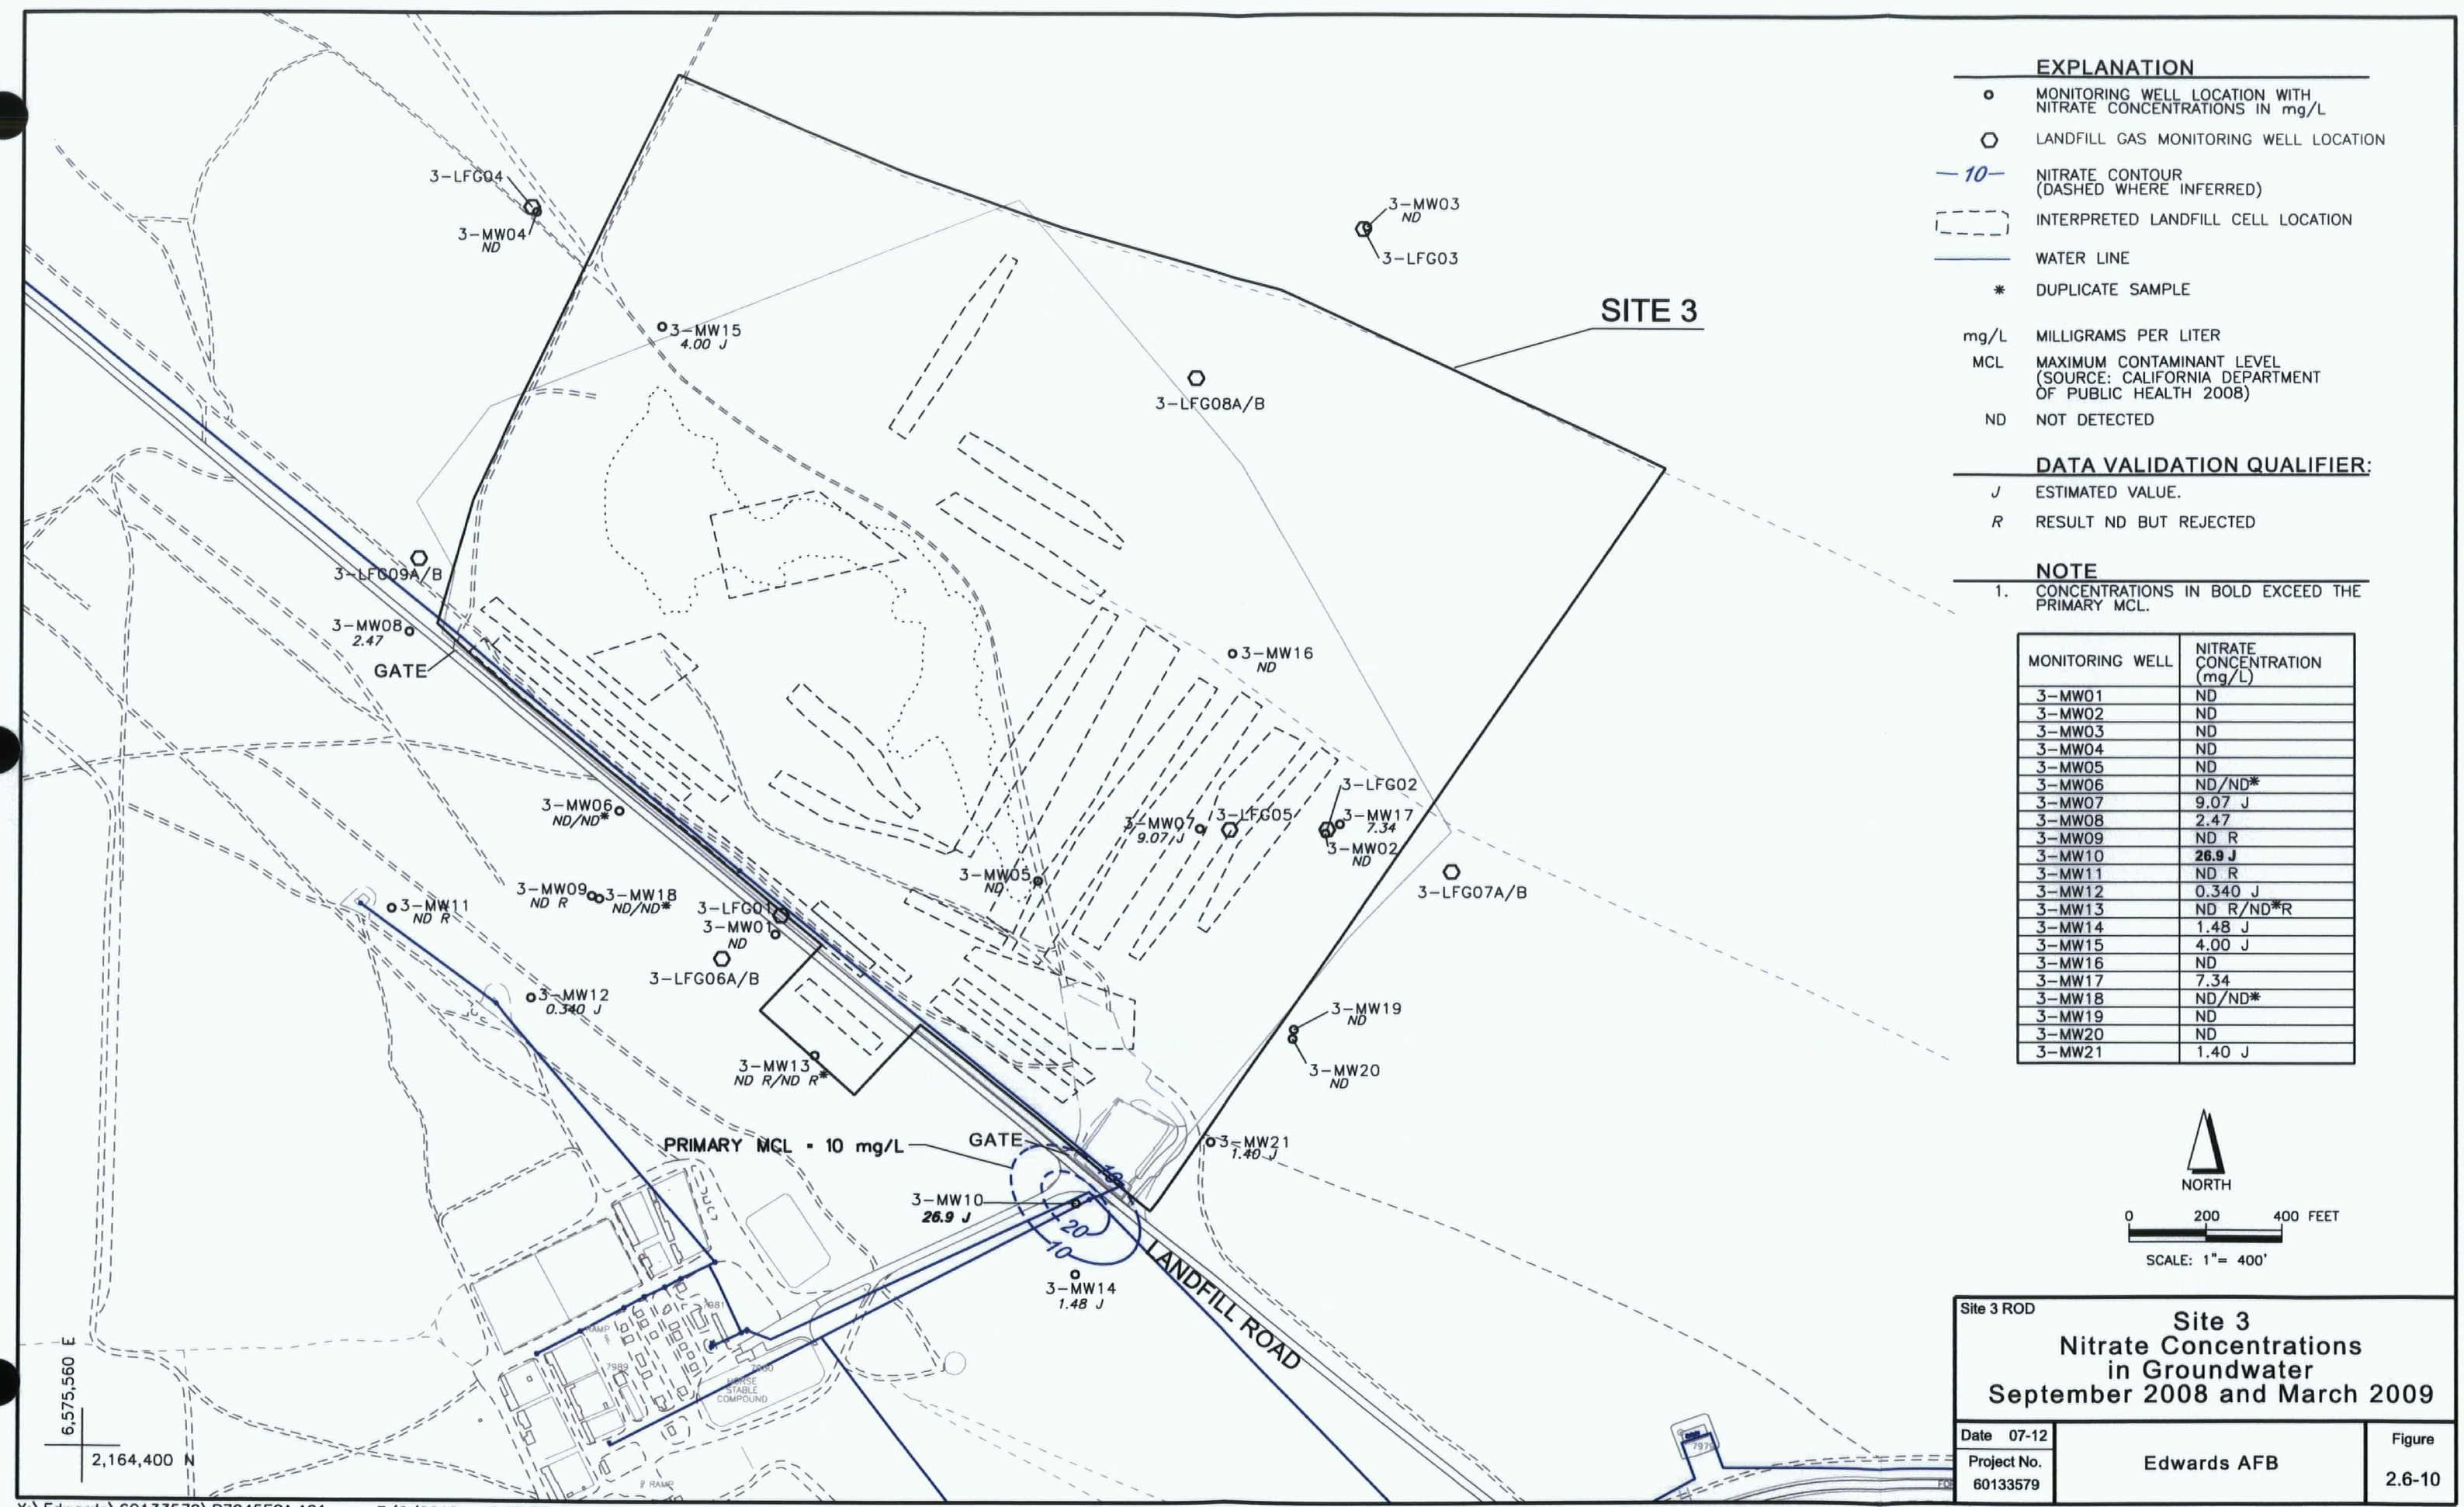 3-LFG04
3-MW04
ND
3-MW03
ND
3-LFG03
SITE 3
3-MW15
4.00 J
3-LFG08A/B
3-LFG09A/B
3-MW08
2.47
GATE
3-MW16
ND
3-LFG02
3-MW17
7.34
3-MW02
ND
3-LFG05
3-MW07
9.07 J
3-MW06
ND/ND*
3-MW05
ND
3-LFG07A/B
3-MW09
ND R
3-MW18
ND/ND*
3-MW11
ND R
3-LFG01
3-MW01
ND
3-LFG06A/B
3-MW12
0.340 J
3-MW19
ND
3-MW20
ND
3-MW13
ND R/ND R*
PRIMARY MCL = 10 mg/L
GATE
3-MW21
1.40 J
10
3-MW10
26.9 J
20
10
3-MW14
1.48 J
LANDFILL ROAD
7981
RAMP
7989
HORSE
STABLE
COMPOUND
RAMP
7979
6,575,560 E
2,164,400 N
EXPLANATION
MONITORING WELL LOCATION WITH
NITRATE CONCENTRATIONS IN mg/L
LANDFILL GAS MONITORING WELL LOCATION
10
NITRATE CONTOUR
(DASHED WHERE INFERRED)
INTERPRETED LANDFILL CELL LOCATION
WATER LINE
* DUPLICATE SAMPLE
mg/L MILLIGRAMS PER LITER
MCL MAXIMUM CONTAMINANT LEVEL
(SOURCE: CALIFORNIA DEPARTMENT
OF PUBLIC HEALTH 2008)
ND NOT DETECTED
DATA VALIDATION QUALIFIER:
J ESTIMATED VALUE.
R RESULT ND BUT REJECTED
NOTE
1. CONCENTRATIONS IN BOLD EXCEED THE
PRIMARY MCL.
MONITORING WELL NITRATE
CONCENTRATION
(mg/L)
3-MW01 ND
3-MW02 ND
3-MW03 ND
3-MW04 ND
3-MW05 ND
3-MW06 ND/ND*
3-MW07 9.07 J
3-MW08 2.47
3-MW09 ND R
3-MW10 26.9 J
3-MW11 ND R
3-MW12 0.340 J
3-MW13 ND R/ND*R
3-MW14 1.48 J
3-MW15 4.00 J
3-MW16 ND
3-MW17 7.34
3-MW18 ND/ND*
3-MW19 ND
3-MW20 ND
3-MW21 1.40 J
NORTH
0 200 400 FEET
SCALE: 1"= 400'
Site 3 ROD
Site 3
Nitrate Concentrations
in Groundwater
September 2008 and March 2009
Date 07-12
Project No.
60133579
Edwards AFB
Figure
2.6-10